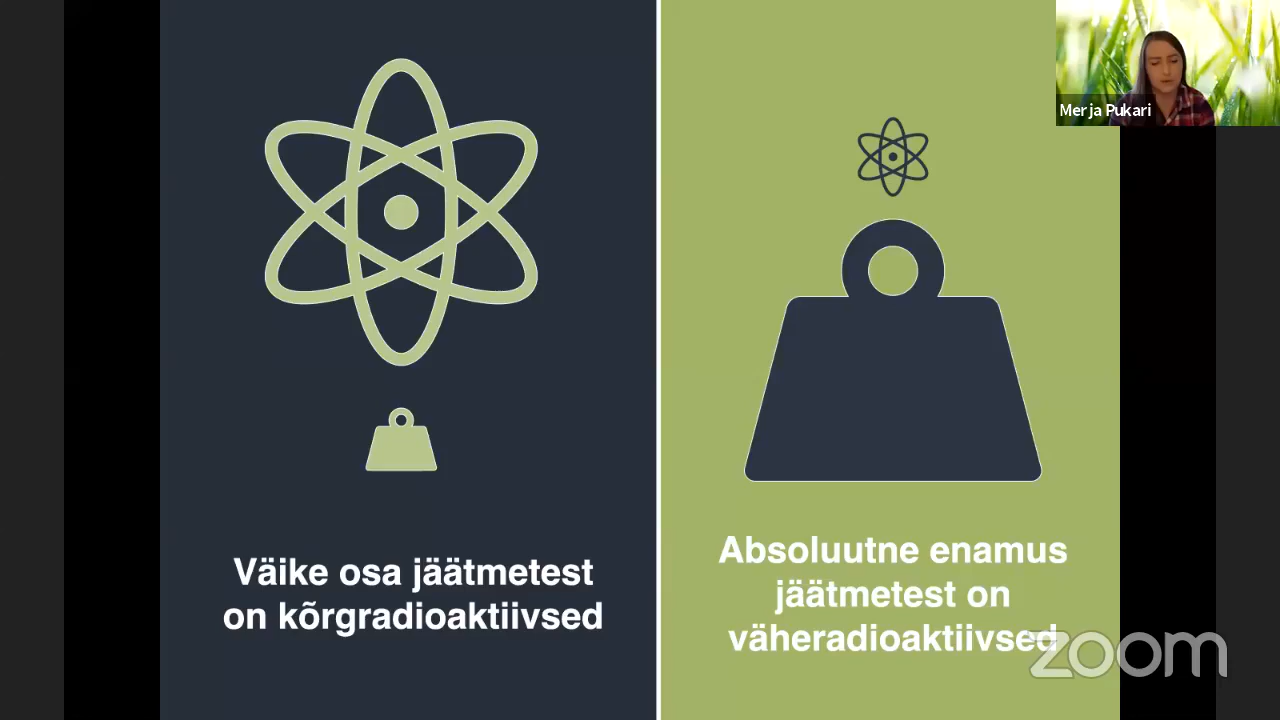 Merja Pukari
Väike osa jäätmetest
on kõrgradioaktiivsed
Absoluutne enamus
jäätmetest on
väheradioaktiivsed
zoom